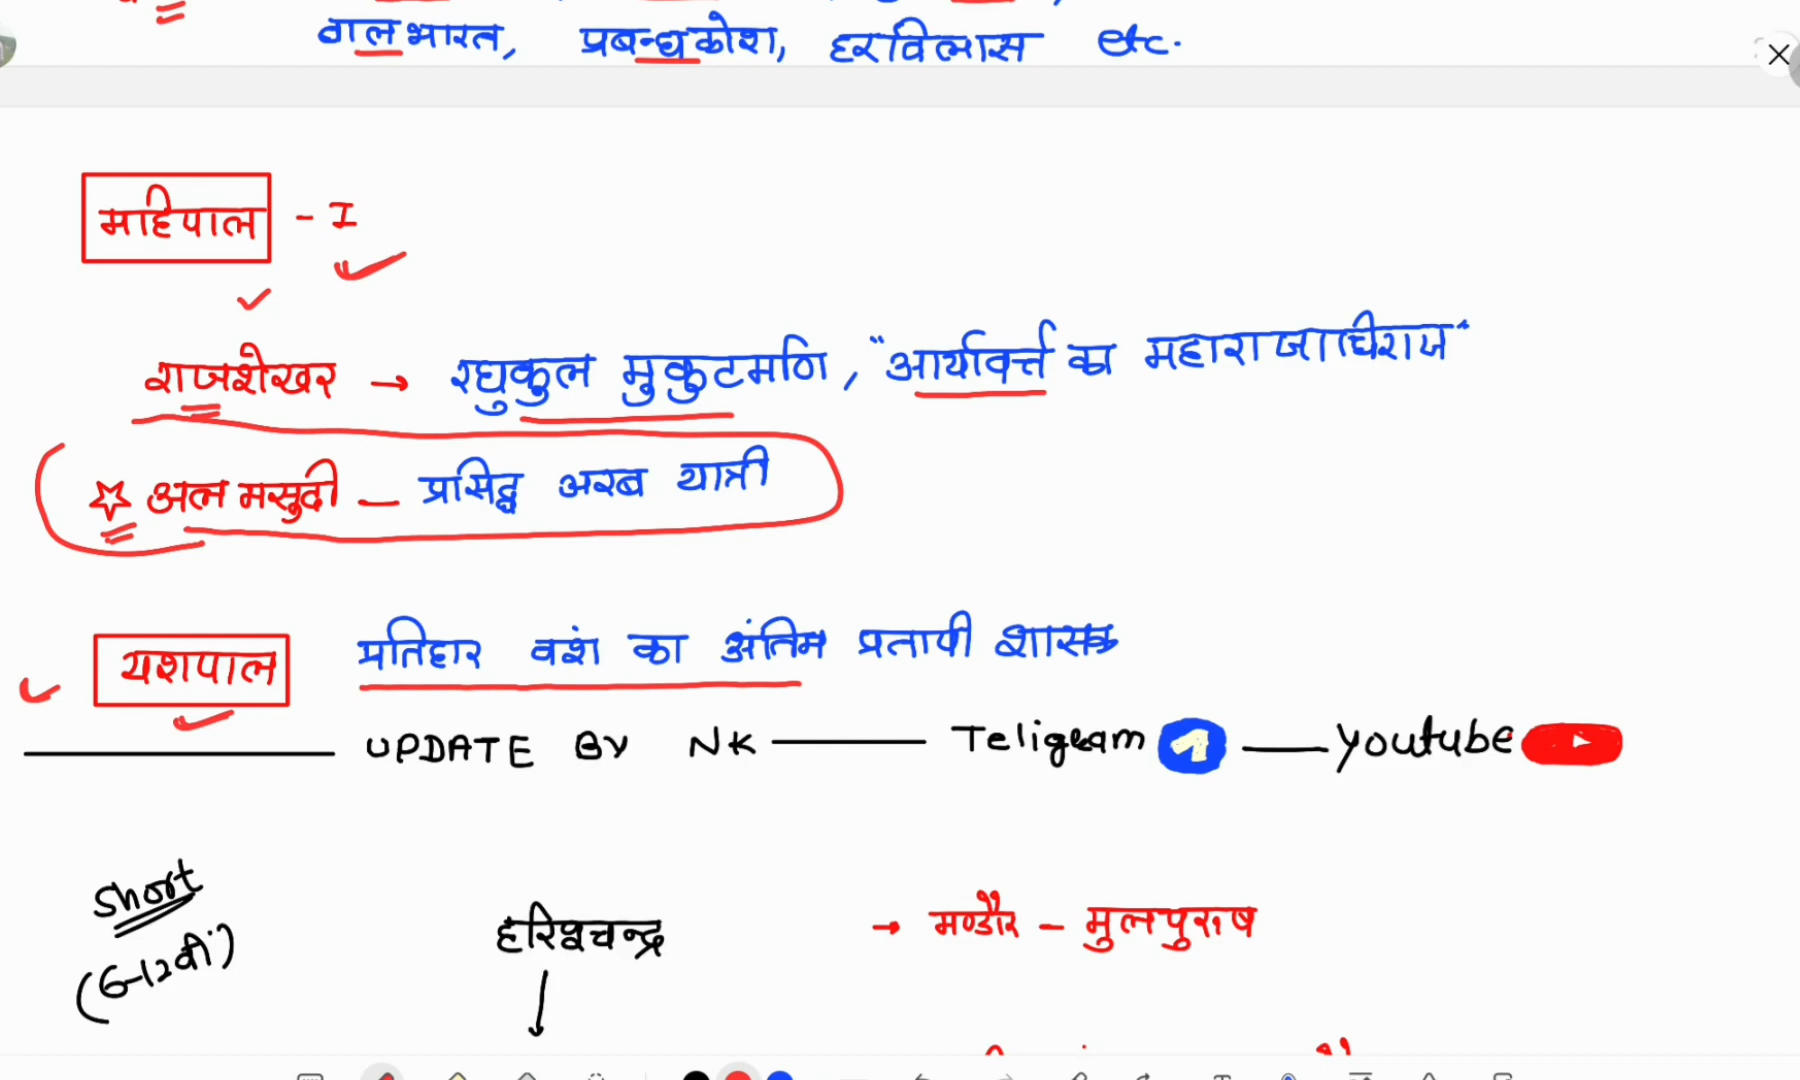 बालभारत, प्रबन्धकोश, हरविलास etc.
महिपाल - I
राजशेखर → रघुकुल मुकुटमणि, "आर्यावर्त्त का महाराजाधिराज"
☆ अल मसुदी – प्रसिद्ध अरब यात्री
यशपाल प्रतिहार वंश का अंतिम प्रतापी शासक
UPDATE BY NK Teligram Youtube
Short
(6-12वी)
हरिश्चन्द्र → मण्डौर – मुलपुरुष